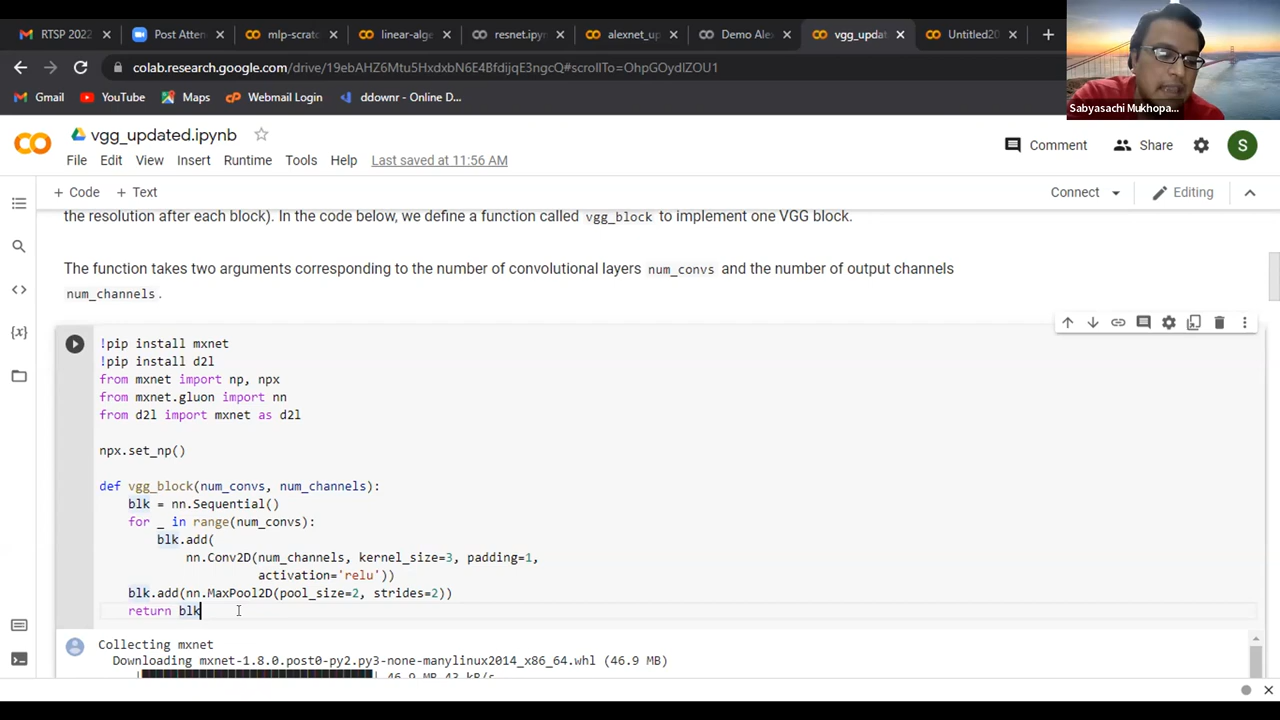 RTSP 2022
Post Atten
mlp-scratc
linear-alge
resnet.ipyn
alexnet_up
Demo Alex
vgg_updat
Untitled20
colab.research.google.com/drive/19ebAHZ6Mtu5HxdxbN6E4BfdijqE3ngcQ#scrollTo=OhpGOydlZOU1
Gmail
YouTube
Maps
Webmail Login
ddownr - Online D...
Sabyasachi Mukhopa...
vgg_updated.ipynb
File Edit View Insert Runtime Tools Help Last saved at 11:56 AM
Comment
Share
S
+ Code + Text
Connect
Editing
the resolution after each block). In the code below, we define a function called vgg_block to implement one VGG block.
The function takes two arguments corresponding to the number of convolutional layers num_convs and the number of output channels
num_channels .
!pip install mxnet
!pip install d2l
from mxnet import np, npx
from mxnet.gluon import nn
from d2l import mxnet as d2l
npx.set_np()
def vgg_block(num_convs, num_channels):
blk = nn.Sequential()
for _ in range(num_convs):
blk.add(
nn.Conv2D(num_channels, kernel_size=3, padding=1,
activation='relu'))
blk.add(nn.MaxPool2D(pool_size=2, strides=2))
return blk
Collecting mxnet
Downloading mxnet-1.8.0.post0-py2.py3-none-manylinux2014_x86_64.whl (46.9 MB)
46.9 MB 43 kB/s